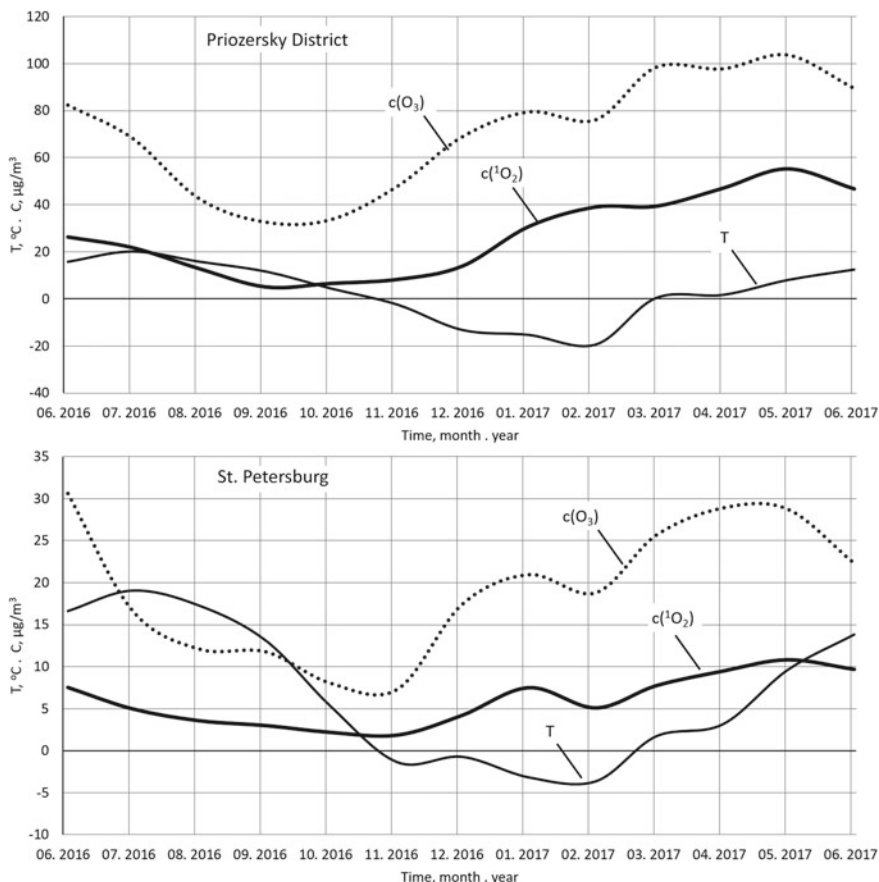 Priozersky District
120
100
80
60
40
20
0
-20
-40
T, °C . C, µg/m³
c(O₃)
c(¹O₂)
T
06. 2016 07. 2016 08. 2016 09. 2016 10. 2016 11. 2016 12. 2016 01. 2017 02. 2017 03. 2017 04. 2017 05. 2017 06. 2017
Time, month . year
St. Petersburg
35
30
25
20
15
10
5
0
-5
-10
T, °C . C, µg/m³
c(O₃)
c(¹O₂)
T
06. 2016 07. 2016 08. 2016 09. 2016 10. 2016 11. 2016 12. 2016 01. 2017 02. 2017 03. 2017 04. 2017 05. 2017 06. 2017
Time, month . year